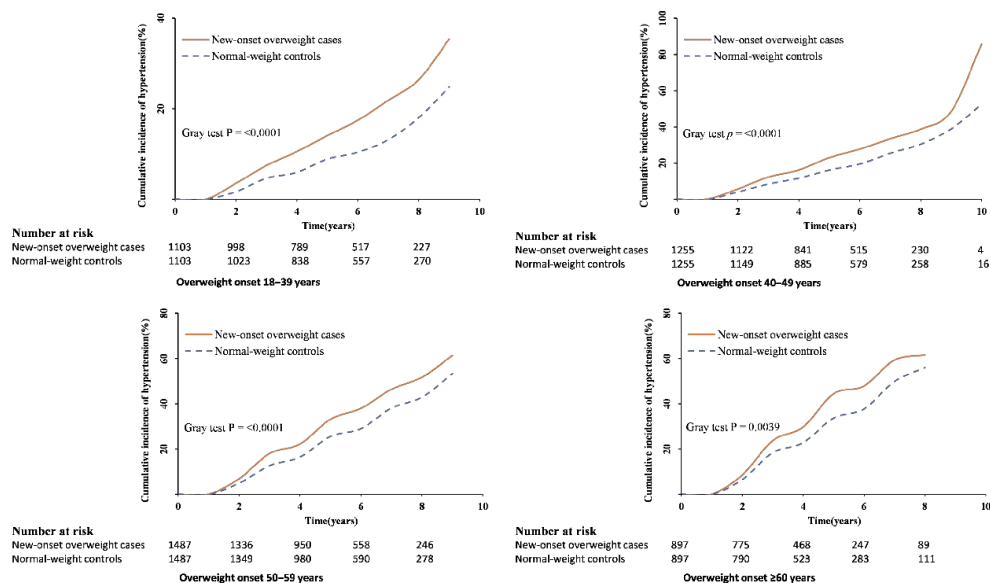 Cumulative incidence of hypertension(%)
40
20
New-onset overweight cases
Normal-weight controls
Gray test P = <0.0001
0 2 4 6 8 10
Time(years)
Number at risk
New-onset overweight cases 1103 998 789 517 227
Normal-weight controls 1103 1023 838 557 270
Overweight onset 18–39 years
Cumulative incidence of hypertension(%)
100
80
60
40
20
New-onset overweight cases
Normal-weight controls
Gray test p = <0.0001
0 2 4 6 8 10
Time(years)
Number at risk
New-onset overweight cases 1255 1122 841 515 230 4
Normal-weight controls 1255 1149 885 579 258 16
Overweight onset 40–49 years
Cumulative incidence of hypertension(%)
80
60
40
20
New-onset overweight cases
Normal-weight controls
Gray test P = <0.0001
0 2 4 6 8 10
Time(years)
Number at risk
New-onset overweight cases 1487 1336 950 558 246
Normal-weight controls 1487 1349 980 590 278
Overweight onset 50–59 years
Cumulative incidence of hypertension(%)
80
60
40
20
New-onset overweight cases
Normal-weight controls
Gray test P = 0.0039
0 2 4 6 8 10
Time(years)
Number at risk
New-onset overweight cases 897 775 468 247 89
Normal-weight controls 897 790 523 283 111
Overweight onset ≥60 years